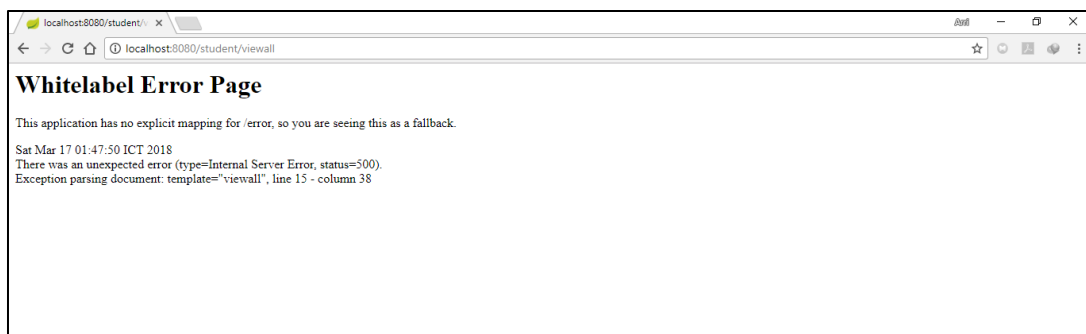 localhost:8080/student/v
Anil
localhost:8080/student/viewall
Whitelabel Error Page
This application has no explicit mapping for /error, so you are seeing this as a fallback.
Sat Mar 17 01:47:50 ICT 2018
There was an unexpected error (type=Internal Server Error, status=500).
Exception parsing document: template="viewall", line 15 - column 38